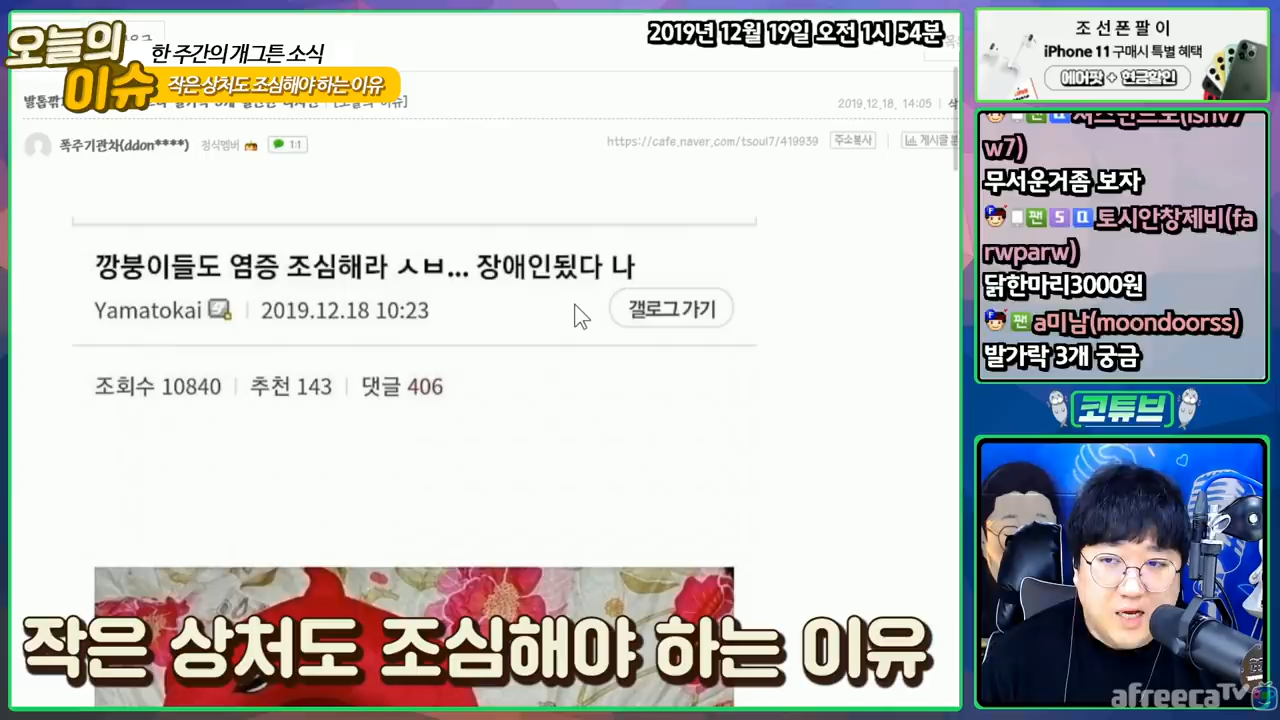 오늘의
이슈
한 주간의 개그튼 소식
작은 상처도 조심해야 하는 이유
2019년 12월 19일 오전 1시 54분
2019.12.18. 14:05
폭주기관차(ddon****) 정식멤버 1:1
https://cafe.naver.com/tsoul7/419939 주소복사
깡붕이들도 염증 조심해라 ㅅㅂ... 장애인됬다 나
Yamatokai 2019.12.18 10:23 갤로그 가기
조회수 10840 추천 143 댓글 406
작은 상처도 조심해야 하는 이유
조선폰팔이
iPhone 11 구매시 특별 혜택
에어팟 + 현금할인
w7)
무서운거좀 보자
팬 S 토시안창제비(fa
rwparw)
닭한마리3000원
팬 a미남(moondoorss)
발가락 3개 궁금
코튜브
afreecaTV